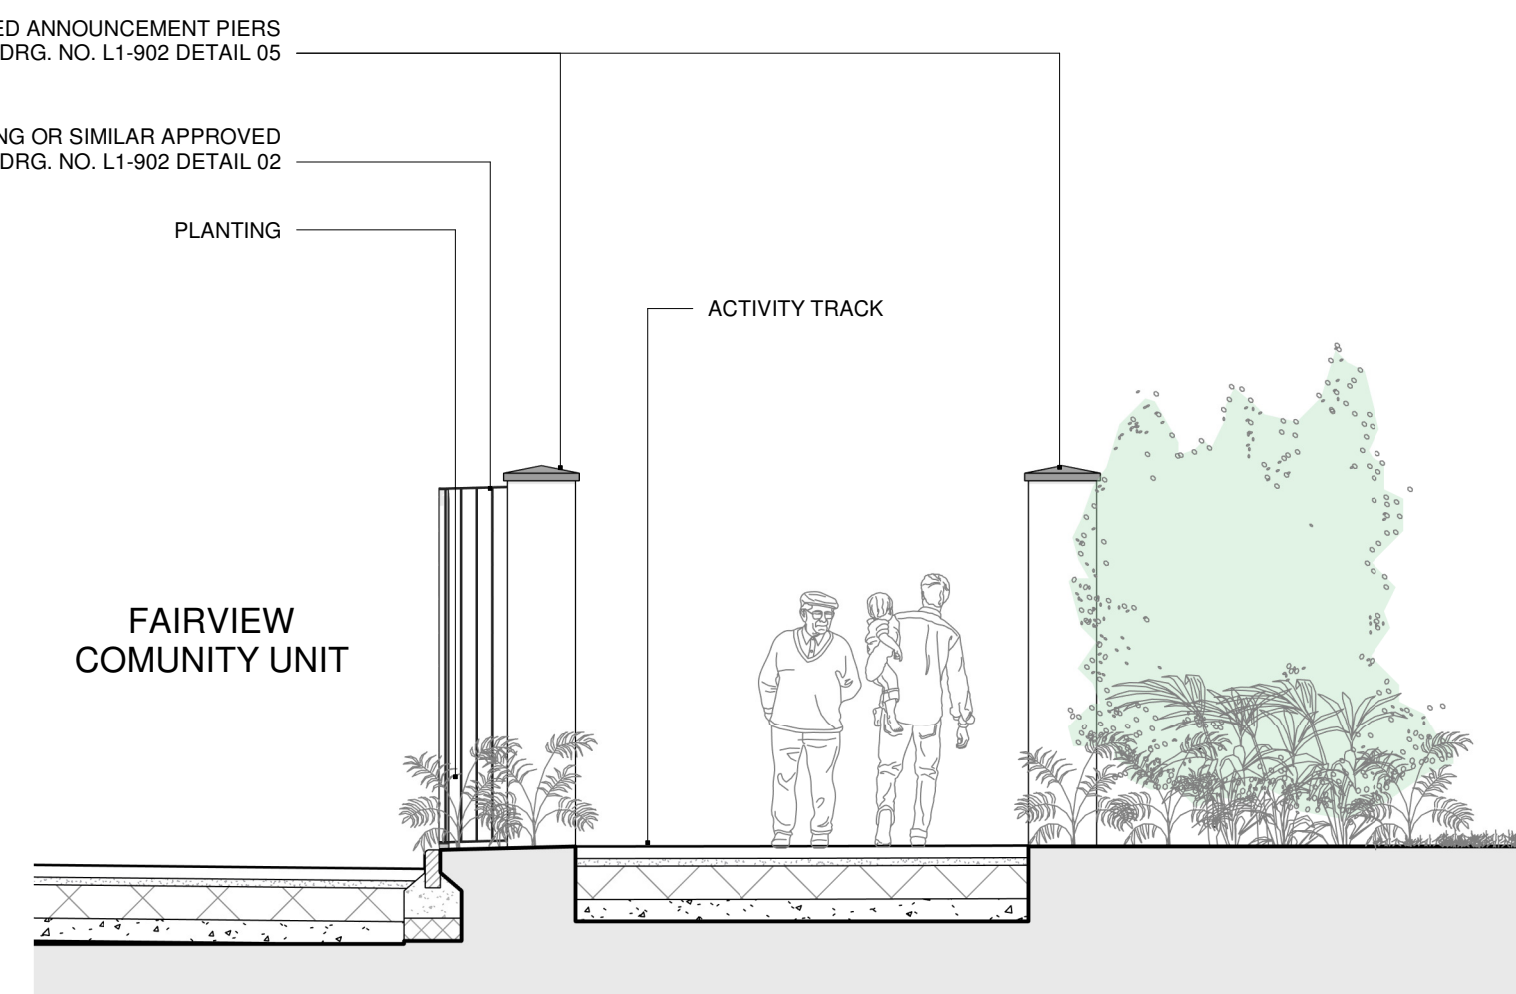 ED ANNOUNCEMENT PIERS
DRG. NO. L1-902 DETAIL 05
NG OR SIMILAR APPROVED
DRG. NO. L1-902 DETAIL 02
PLANTING
ACTIVITY TRACK
FAIRVIEW
COMUNITY UNIT